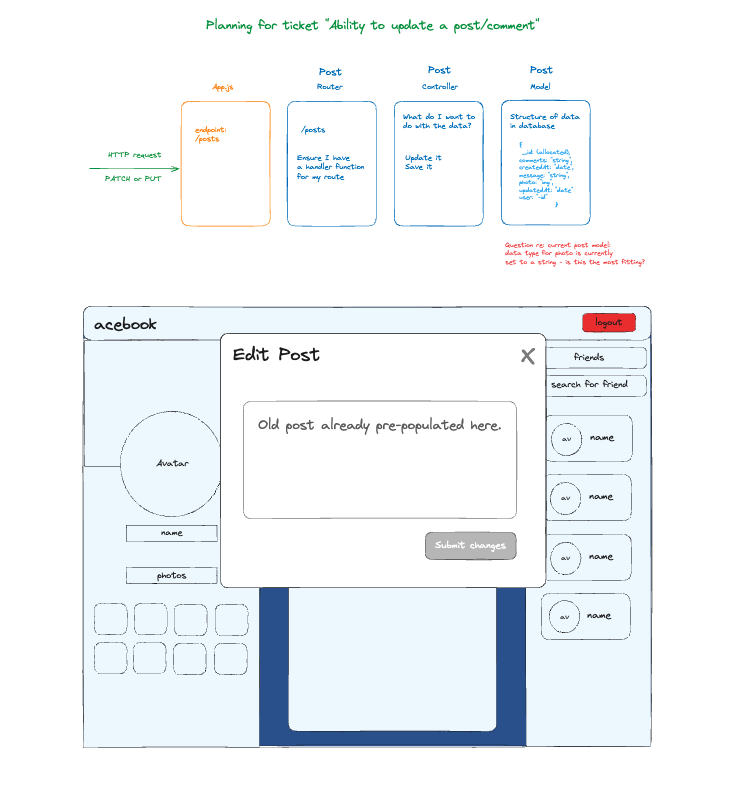 Planning for ticket "Ability to update a post/comment"
App.js
Post
Router
Post
Controller
Post
Model
HTTP request
PATCH or PUT
endpoint:
/posts
/posts
Ensure I have
a handler function
for my route
What do I want to
do with the data?
Update it
Save it
Structure of data
in database
{
_id: (allocated),
comments: "string",
createddt: "date",
message: "string",
photo: "img",
updateddt: "date"
user: "-id"
}
Question re: current post model:
data type for photo is currently
set to a string - is this the most fitting?
acebook
logout
Edit Post
X
friends
search for friend
Old post already pre-populated here.
Submit changes
Avatar
name
photos
av name
av name
av name
av name